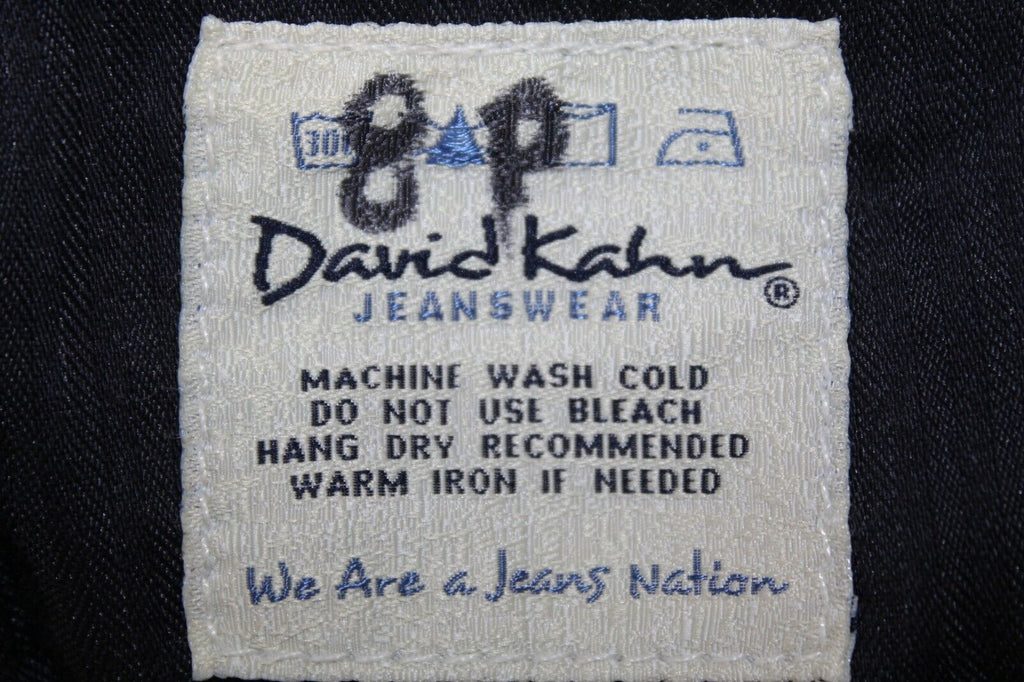 30
8P
David Kahn®
JEANSWEAR
MACHINE WASH COLD
DO NOT USE BLEACH
HANG DRY RECOMMENDED
WARM IRON IF NEEDED
We Are a Jeans Nation